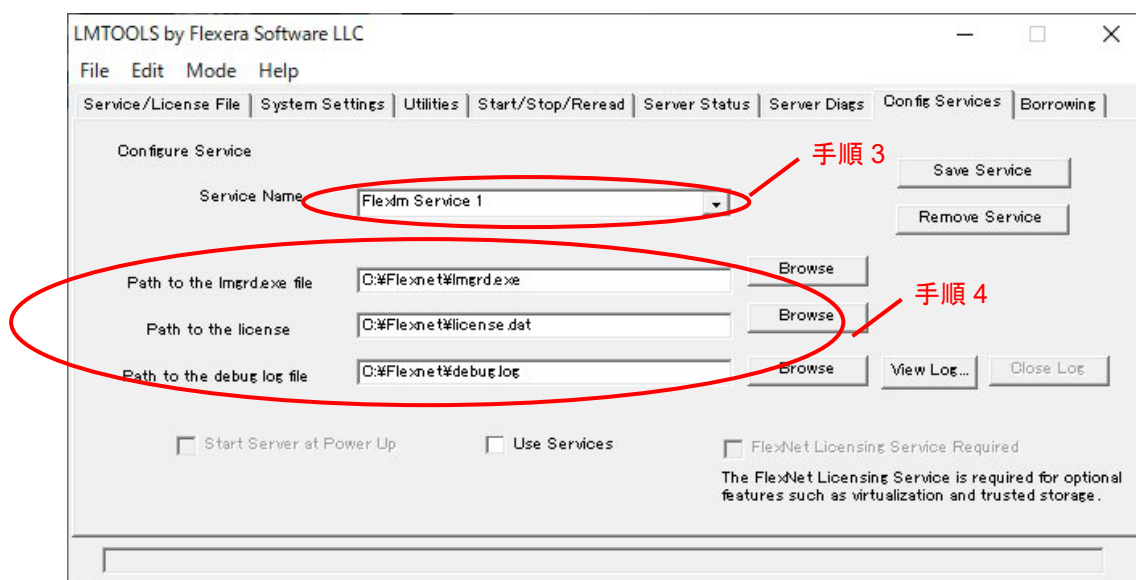 LMTOOLS by Flexera Software LLC
File Edit Mode Help
Service/License File System Settings Utilities Start/Stop/Reread Server Status Server Diags Config Services Borrowing
Configure Service
手順 3
Save Service
Service Name
Flexlm Service 1
Remove Service
Path to the lmgrd.exe file
C:¥Flexnet¥lmgrd.exe
Browse
手順 4
Path to the license
C:¥Flexnet¥license.dat
Browse
Path to the debug log file
C:¥Flexnet¥debug.log
Browse
View Log...
Close Log
Start Server at Power Up
Use Services
FlexNet Licensing Service Required
The FlexNet Licensing Service is required for optional
features such as virtualization and trusted storage.